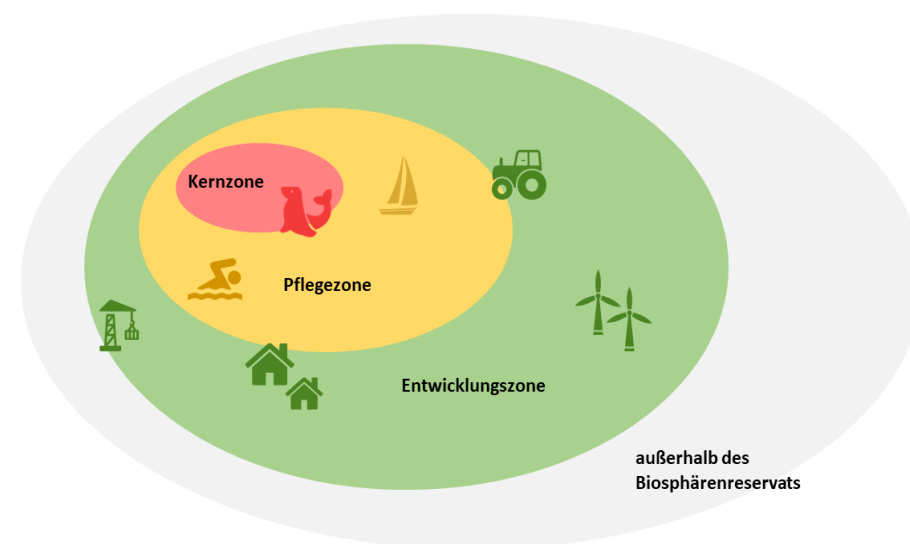 Kernzone
Pflegezone
Entwicklungszone
außerhalb des
Biosphärenreservats